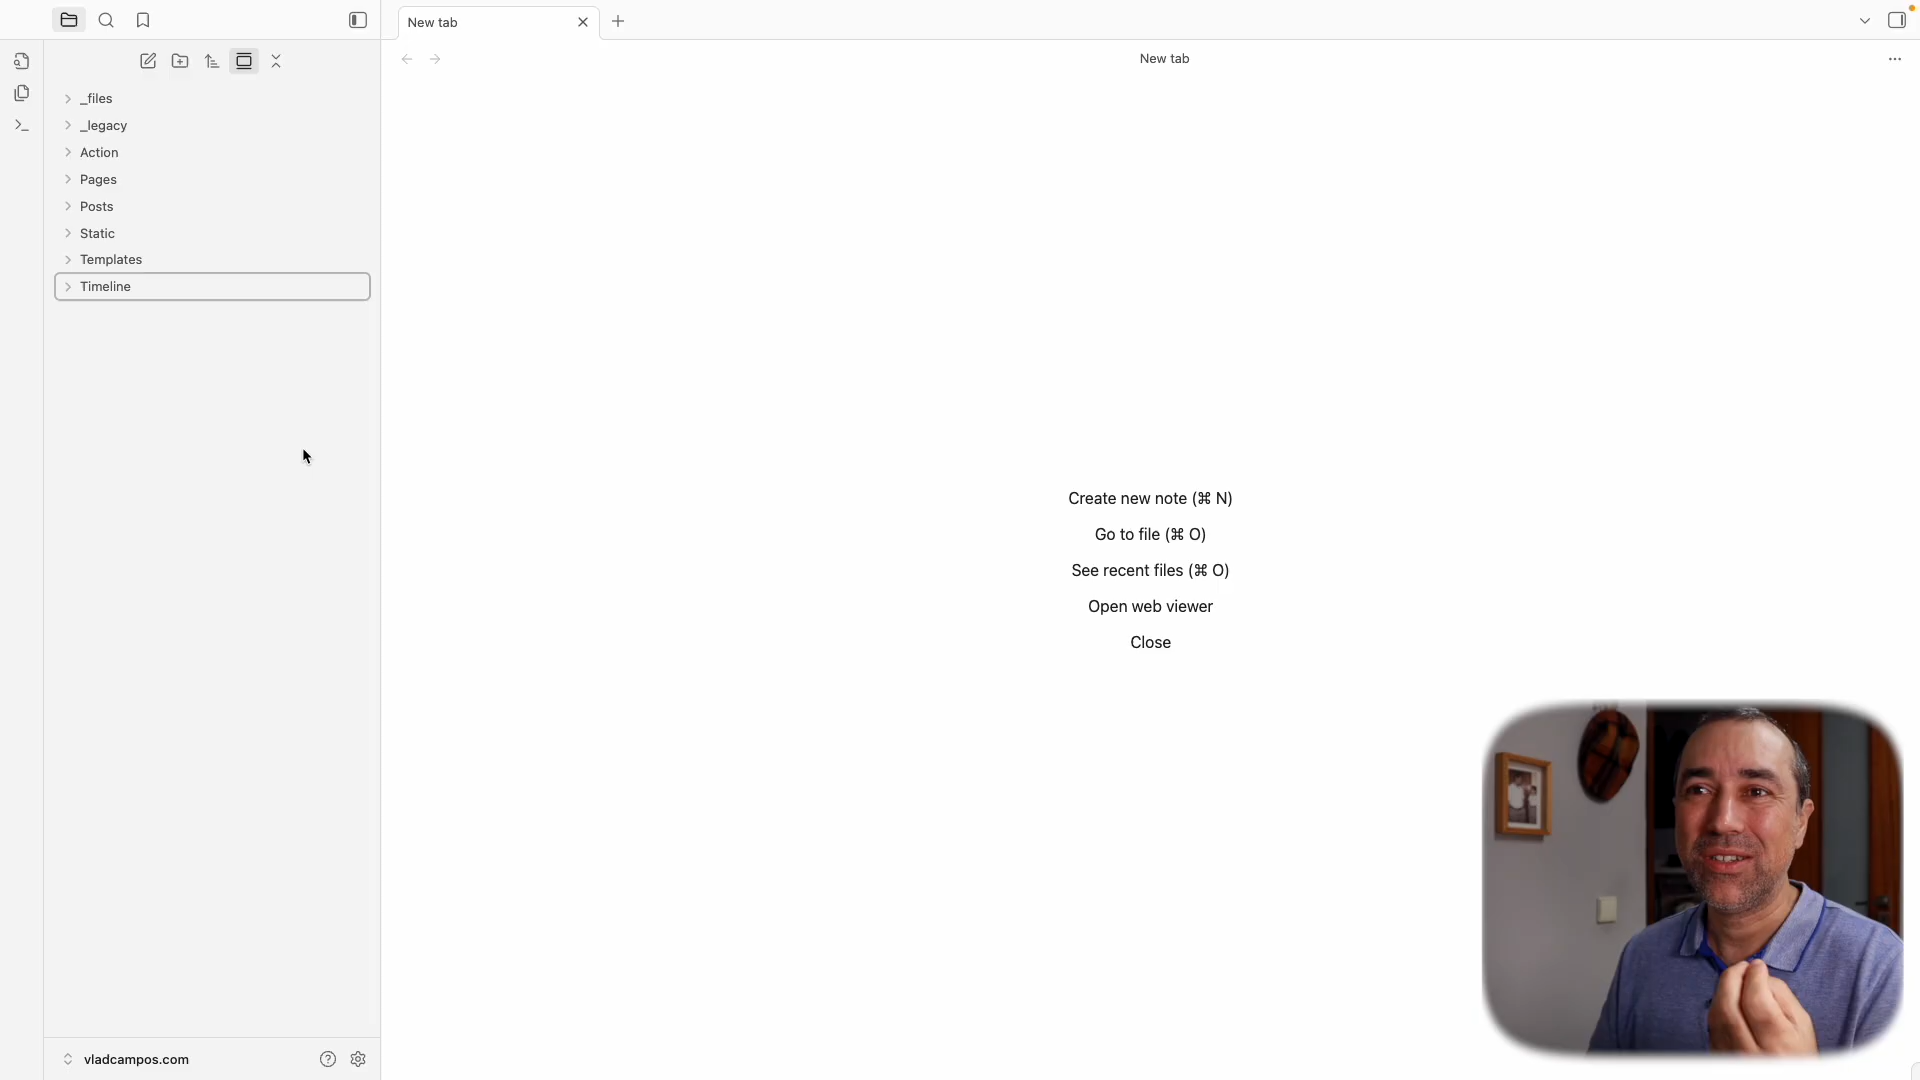 New tab
New tab
_files
_legacy
Action
Pages
Posts
Static
Templates
Timeline
Create new note (⌘ N)
Go to file (⌘ O)
See recent files (⌘ O)
Open web viewer
Close
vladcampos.com